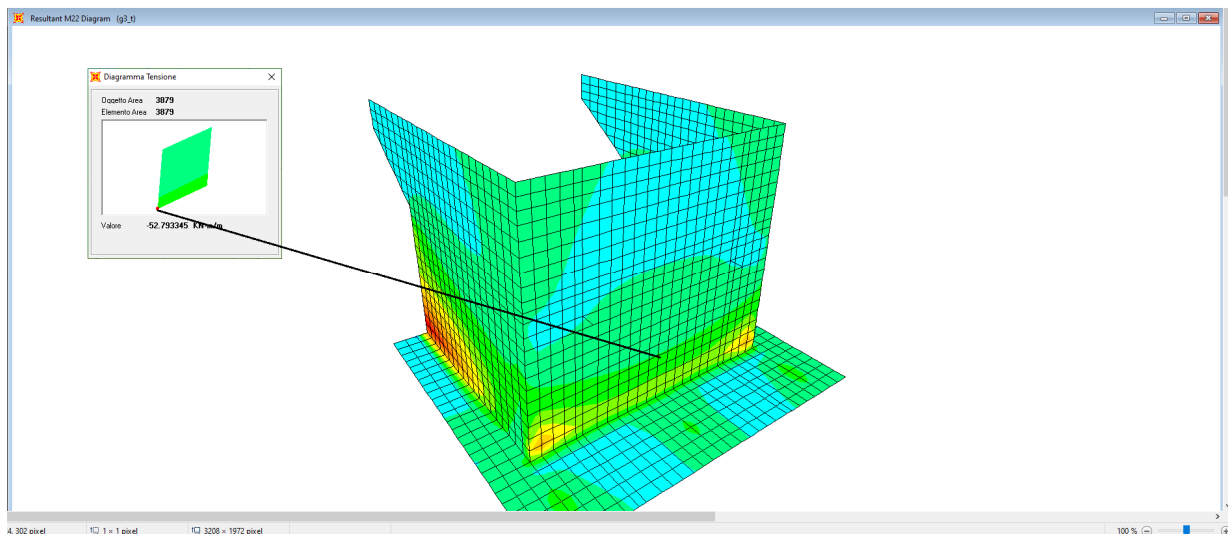 Resultant M22 Diagram (g3_t)
Diagramma Tensione
Oggetto Area 3879
Elemento Area 3879
Valore -52.793345 KN-m/m
4, 302 pixel 1 × 1 pixel 3208 × 1972 pixel 100 %